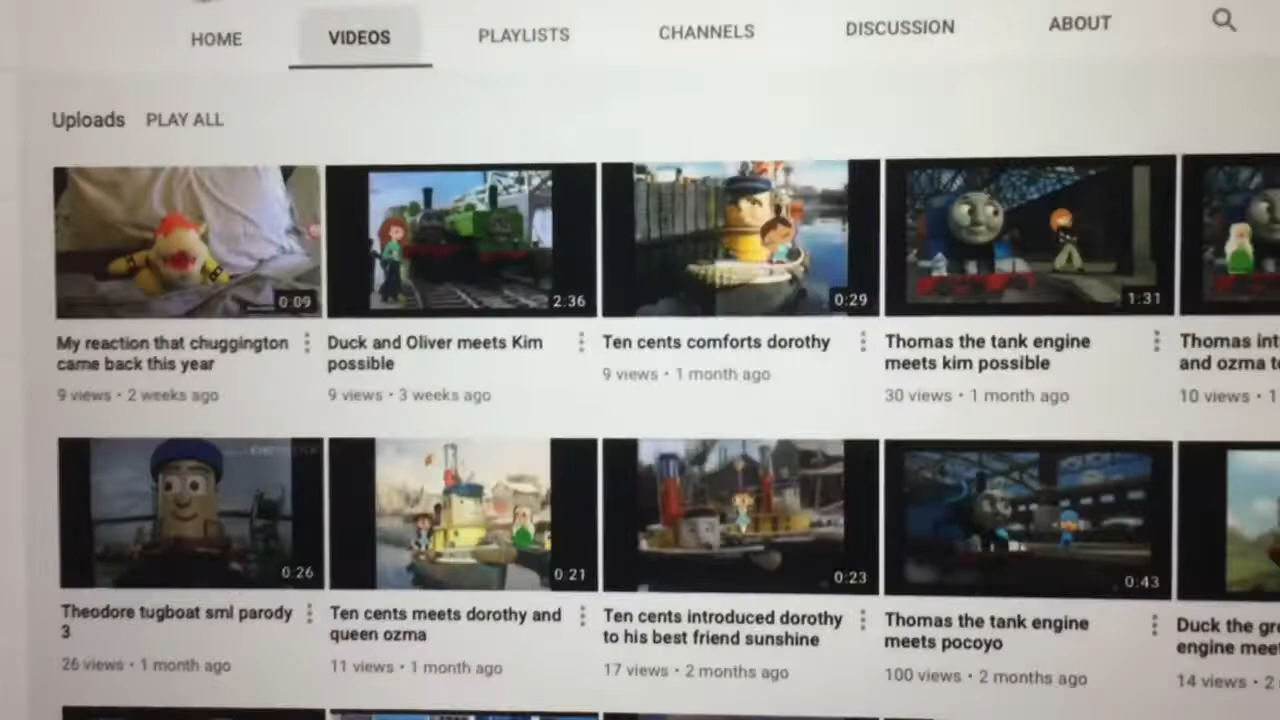 HOME VIDEOS PLAYLISTS CHANNELS DISCUSSION ABOUT
Uploads PLAY ALL
0:09 2:36 0:29 1:31
My reaction that chuggington
came back this year
9 views • 2 weeks ago
Duck and Oliver meets Kim
possible
9 views • 3 weeks ago
Ten cents comforts dorothy
9 views • 1 month ago
Thomas the tank engine
meets kim possible
30 views • 1 month ago
Thomas int
and ozma t
10 views • 1
0:26 0:21 0:23 0:43
Theodore tugboat sml parody
3
26 views • 1 month ago
Ten cents meets dorothy and
queen ozma
11 views • 1 month ago
Ten cents introduced dorothy
to his best friend sunshine
17 views • 2 months ago
Thomas the tank engine
meets pocoyo
100 views • 2 months ago
Duck the gr
engine meet
14 views • 2